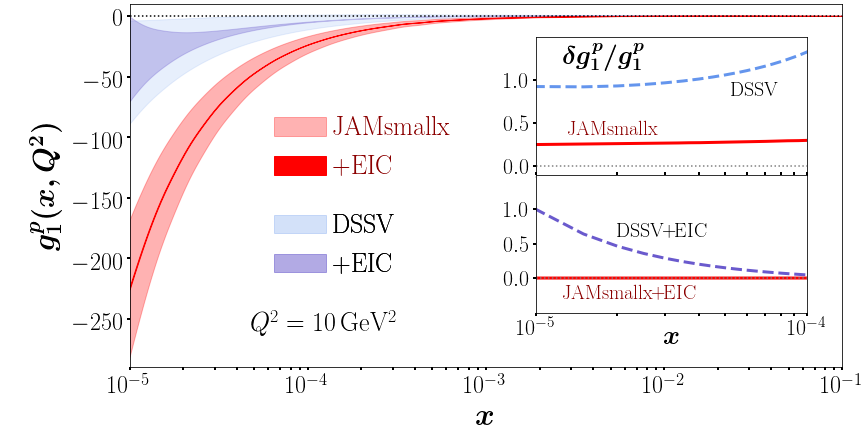 0
−50
−100
−150
−200
−250
g₁ᵖ(x, Q²)
JAMsmallx
+EIC
DSSV
+EIC
Q² = 10 GeV²
10⁻⁵
10⁻⁴
10⁻³
10⁻²
10⁻¹
x
δg₁ᵖ/g₁ᵖ
1.0
0.5
0.0
DSSV
JAMsmallx
1.0
0.5
0.0
DSSV+EIC
JAMsmallx+EIC
10⁻⁵
10⁻⁴
x